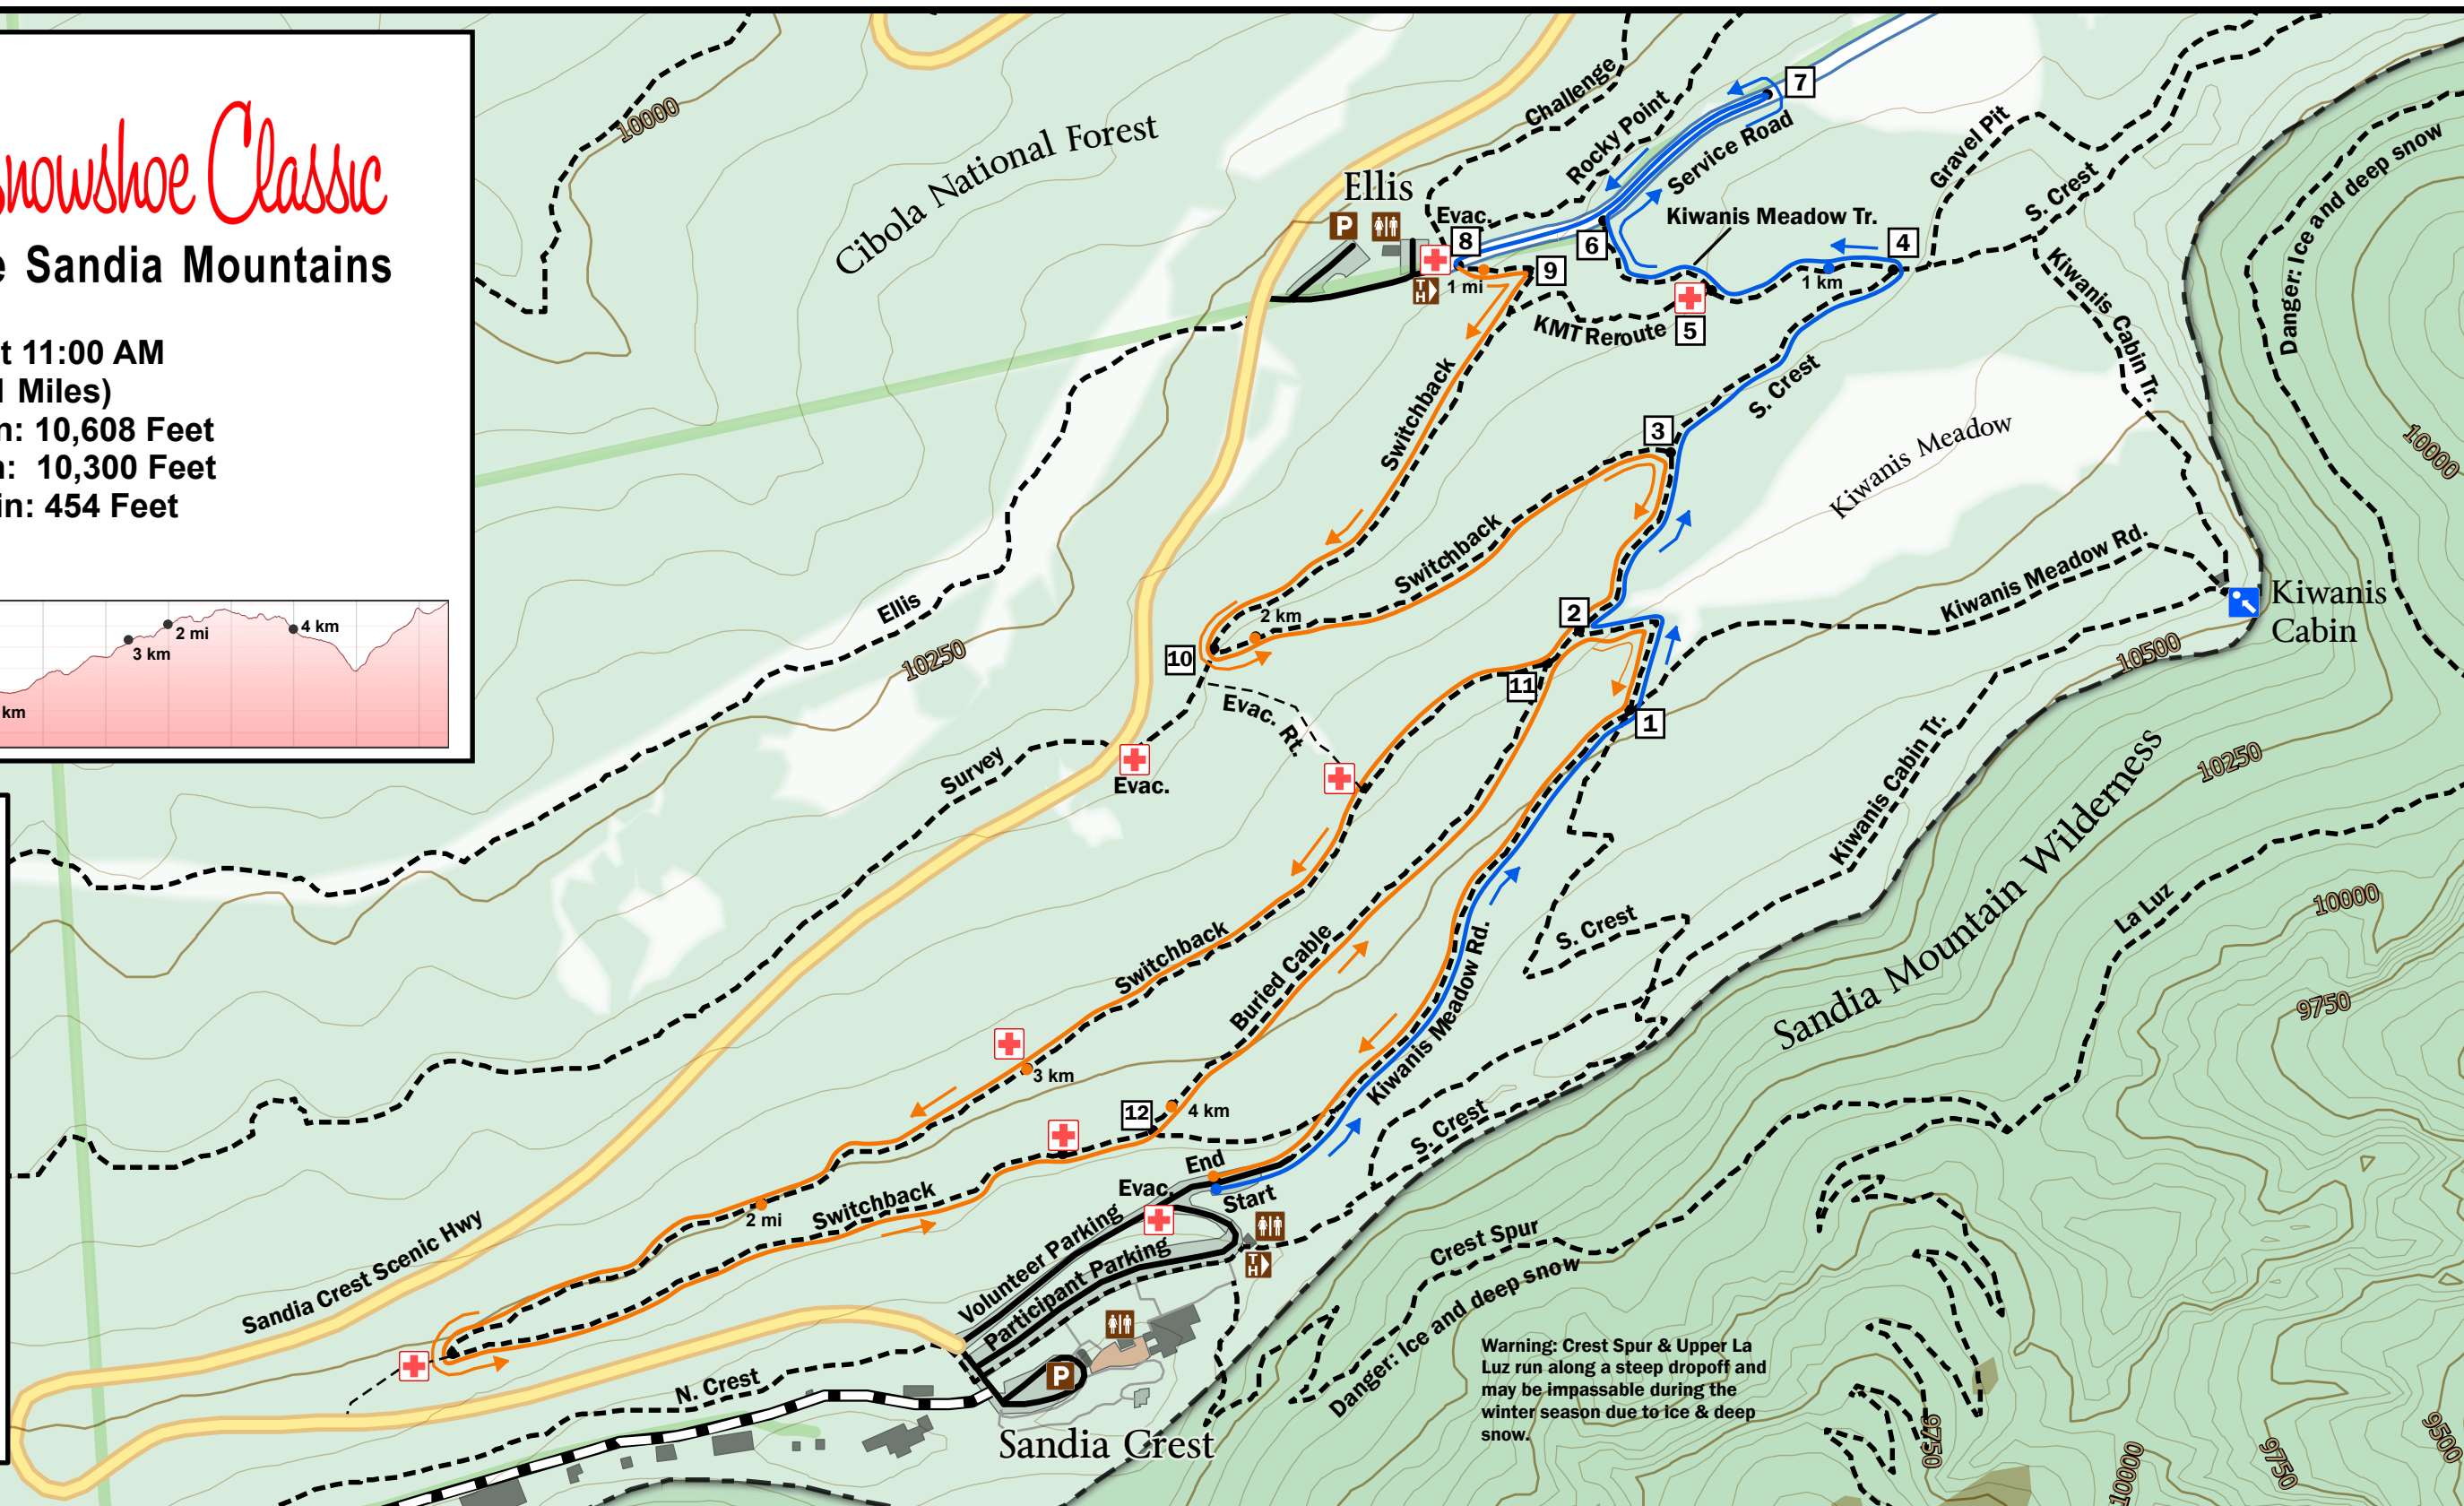 Snowshoe Classic
Sandia Mountains
11:00 AM
Miles)
10,608 Feet
10,300 Feet
454 Feet
km
3 km
2 mi
4 km
10000
Cibola National Forest
Challenge
Rocky Point
7
Service Road
Gravel Pit
S. Crest
Danger: Ice and deep snow
Ellis
P
Evac.
8
6
Kiwanis Meadow Tr.
4
TH
1 mi
9
1 km
Kiwanis Cabin Tr.
KMT Reroute
5
Switchback
S. Crest
3
Kiwanis Meadow
10000
Switchback
Kiwanis Meadow Rd.
Kiwanis
Cabin
Ellis
2 km
2
10250
10
10500
11
Evac. Rt.
1
Survey
Evac.
Kiwanis Cabin Tr.
10250
Sandia Mountain Wilderness
La Luz
10000
S. Crest
Switchback
Buried Cable
Kiwanis Meadow Rd.
9750
3 km
12
4 km
S. Crest
End
Evac.
Start
2 mi
Switchback
Sandia Crest Scenic Hwy
Volunteer Parking
Participant Parking
TH
Crest Spur
Danger: Ice and deep snow
Warning: Crest Spur & Upper La
Luz run along a steep dropoff and
may be impassable during the
winter season due to ice & deep
snow.
N. Crest
P
Sandia Crest
9750
10000
9750
9500